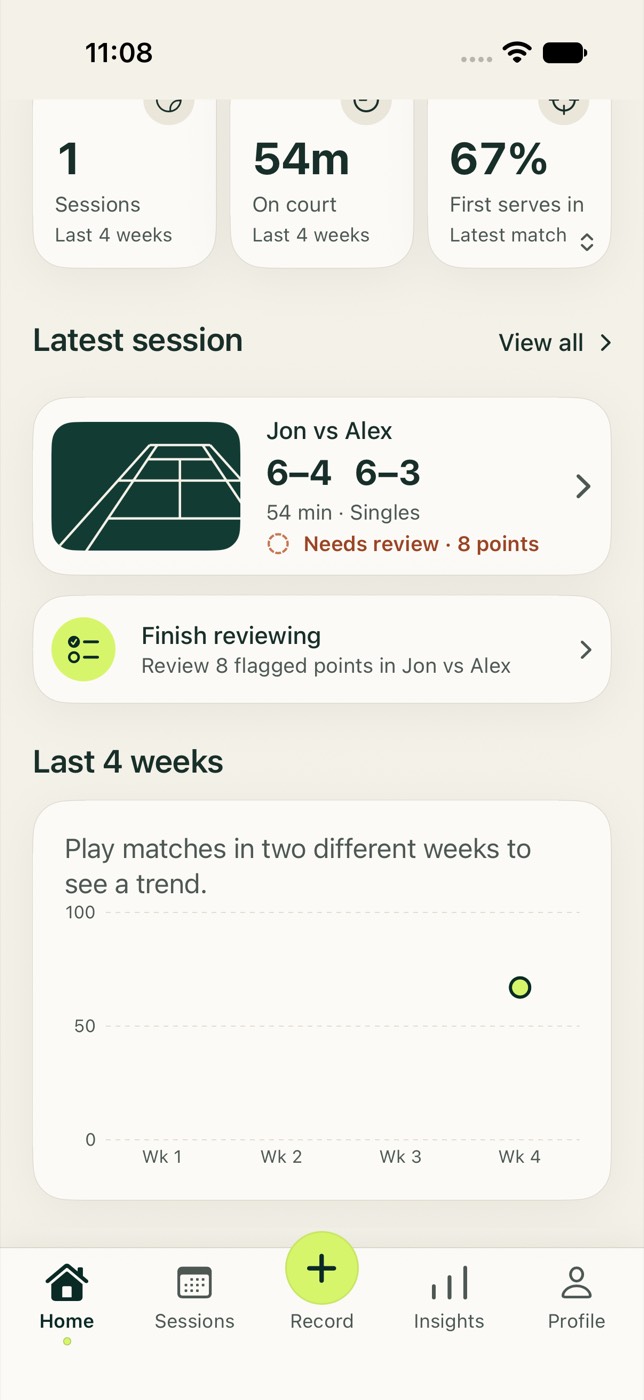 11:08
1
Sessions
Last 4 weeks
54m
On court
Last 4 weeks
67%
First serves in
Latest match
Latest session
View all
Jon vs Alex
6–4 6–3
54 min · Singles
Needs review · 8 points
Finish reviewing
Review 8 flagged points in Jon vs Alex
Last 4 weeks
Play matches in two different weeks to
see a trend.
100
50
0
Wk 1
Wk 2
Wk 3
Wk 4
Home
Sessions
Record
Insights
Profile